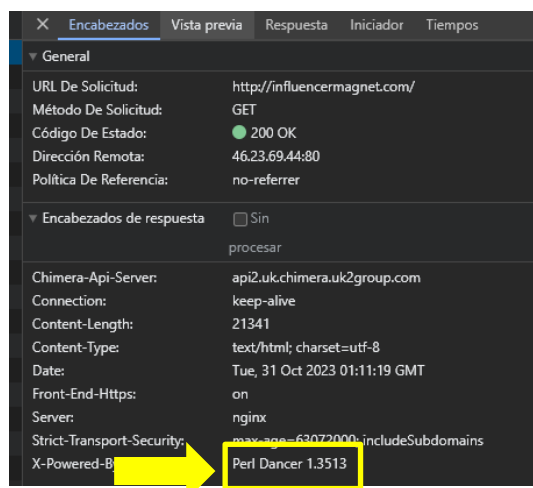 Encabezados Vista previa Respuesta Iniciador Tiempos
General
URL De Solicitud: http://influencermagnet.com/
Método De Solicitud: GET
Código De Estado: 200 OK
Dirección Remota: 46.23.69.44:80
Política De Referencia: no-referrer
Encabezados de respuesta Sin
procesar
Chimera-Api-Server: api2.uk.chimera.uk2group.com
Connection: keep-alive
Content-Length: 21341
Content-Type: text/html; charset=utf-8
Date: Tue, 31 Oct 2023 01:11:19 GMT
Front-End-Https: on
Server: nginx
Strict-Transport-Security: max-age=63072000; includeSubdomains
X-Powered-B Perl Dancer 1.3513